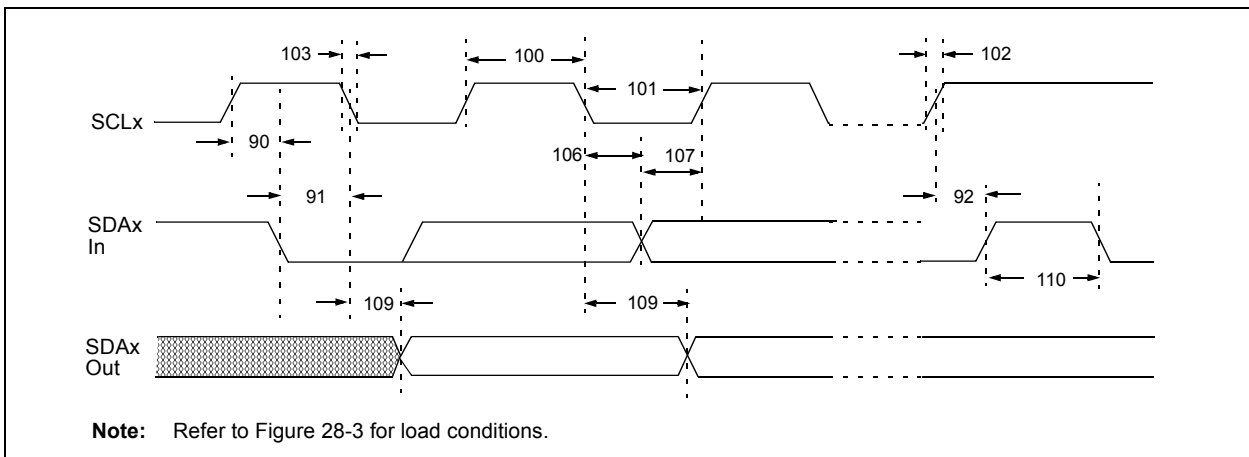 103
100
102
101
SCLx
90
106
107
91
92
SDAx
In
110
109
109
SDAx
Out
Note: Refer to Figure 28-3 for load conditions.